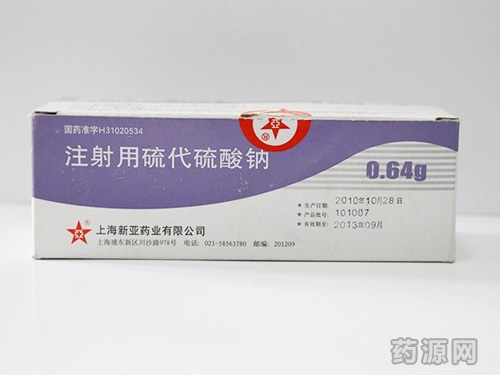 国药准字H31020534
注射用硫代硫酸钠
0.64g
亞
生产日期: 2010年10月28日
产品批号: 101007
有效期至: 2013年09月
亞®
上海新亚药业有限公司
上海浦东新区川沙路978号 电话: 021-58563780 邮编: 201209
药源网